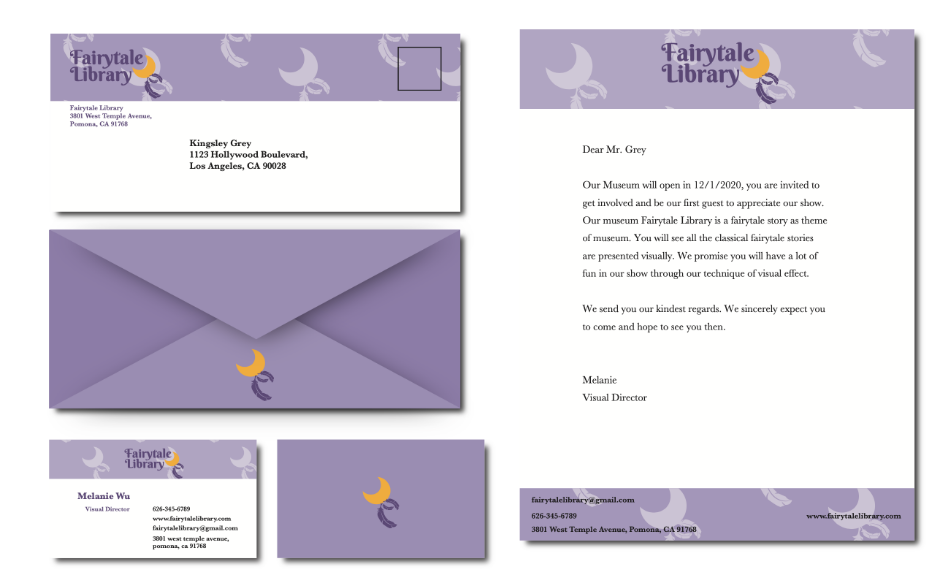 Fairytale
Library
Fairytale Library
3801 West Temple Avenue,
Pomona, CA 91768
Kingsley Grey
1123 Hollywood Boulevard,
Los Angeles, CA 90028
Fairytale
Library
Melanie Wu
Visual Director
626-345-6789
www.fairytalelibrary.com
fairytalelibrary@gmail.com
3801 west temple avenue,
pomona, ca 91768
Fairytale
Library
Dear Mr. Grey
Our Museum will open in 12/1/2020, you are invited to
get involved and be our first guest to appreciate our show.
Our museum Fairytale Library is a fairytale story as theme
of museum. You will see all the classical fairytale stories
are presented visually. We promise you will have a lot of
fun in our show through our technique of visual effect.
We send you our kindest regards. We sincerely expect you
to come and hope to see you then.
Melanie
Visual Director
fairytalelibrary@gmail.com
626-345-6789
www.fairytalelibrary.com
3801 West Temple Avenue, Pomona, CA 91768